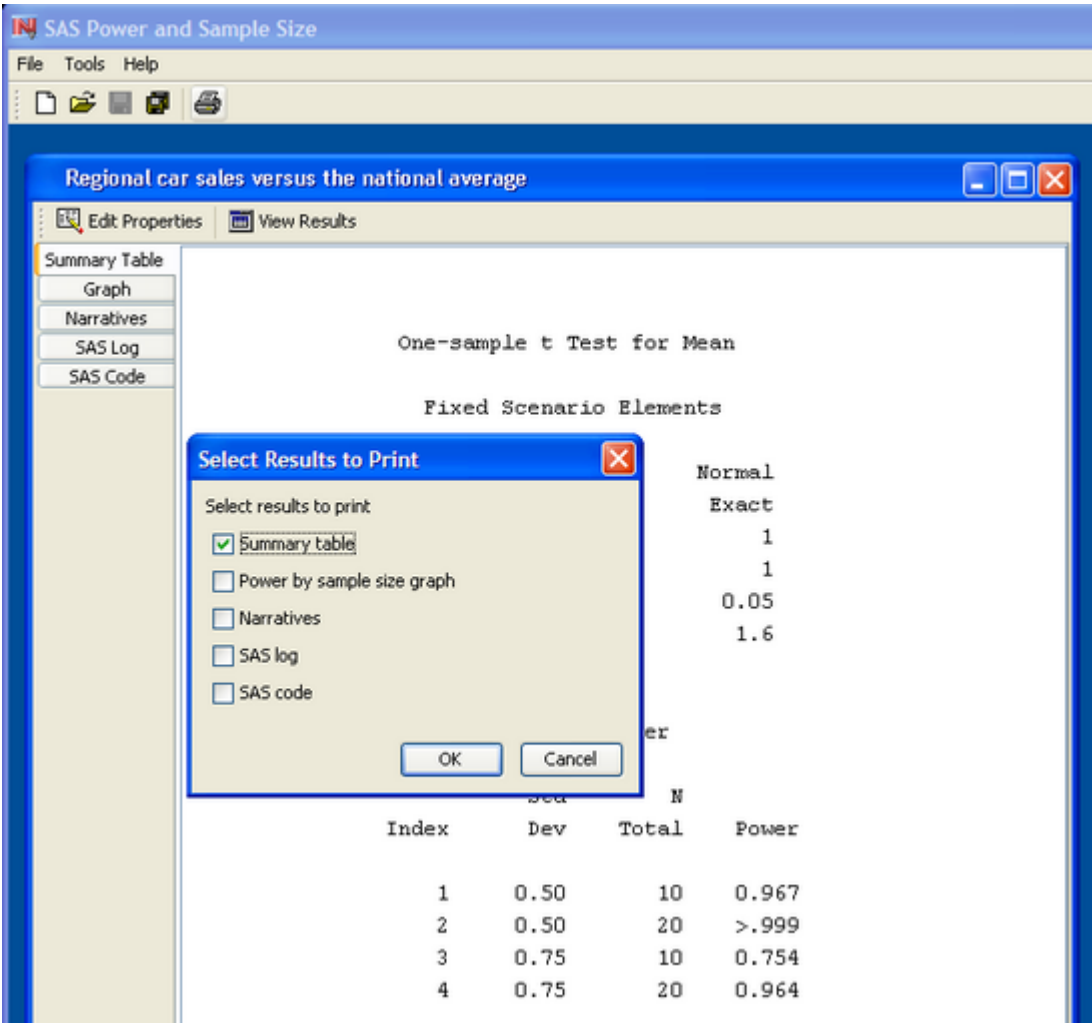 SAS Power and Sample Size
File Tools Help
Regional car sales versus the national average
Edit Properties View Results
Summary Table
Graph
Narratives
SAS Log
SAS Code
One-sample t Test for Mean
Fixed Scenario Elements
Select Results to Print
Select results to print
Summary table
Power by sample size graph
Narratives
SAS log
SAS code
OK Cancel
Normal
Exact
1
1
0.05
1.6
er
N
Index Dev Total Power
1 0.50 10 0.967
2 0.50 20 >.999
3 0.75 10 0.754
4 0.75 20 0.964